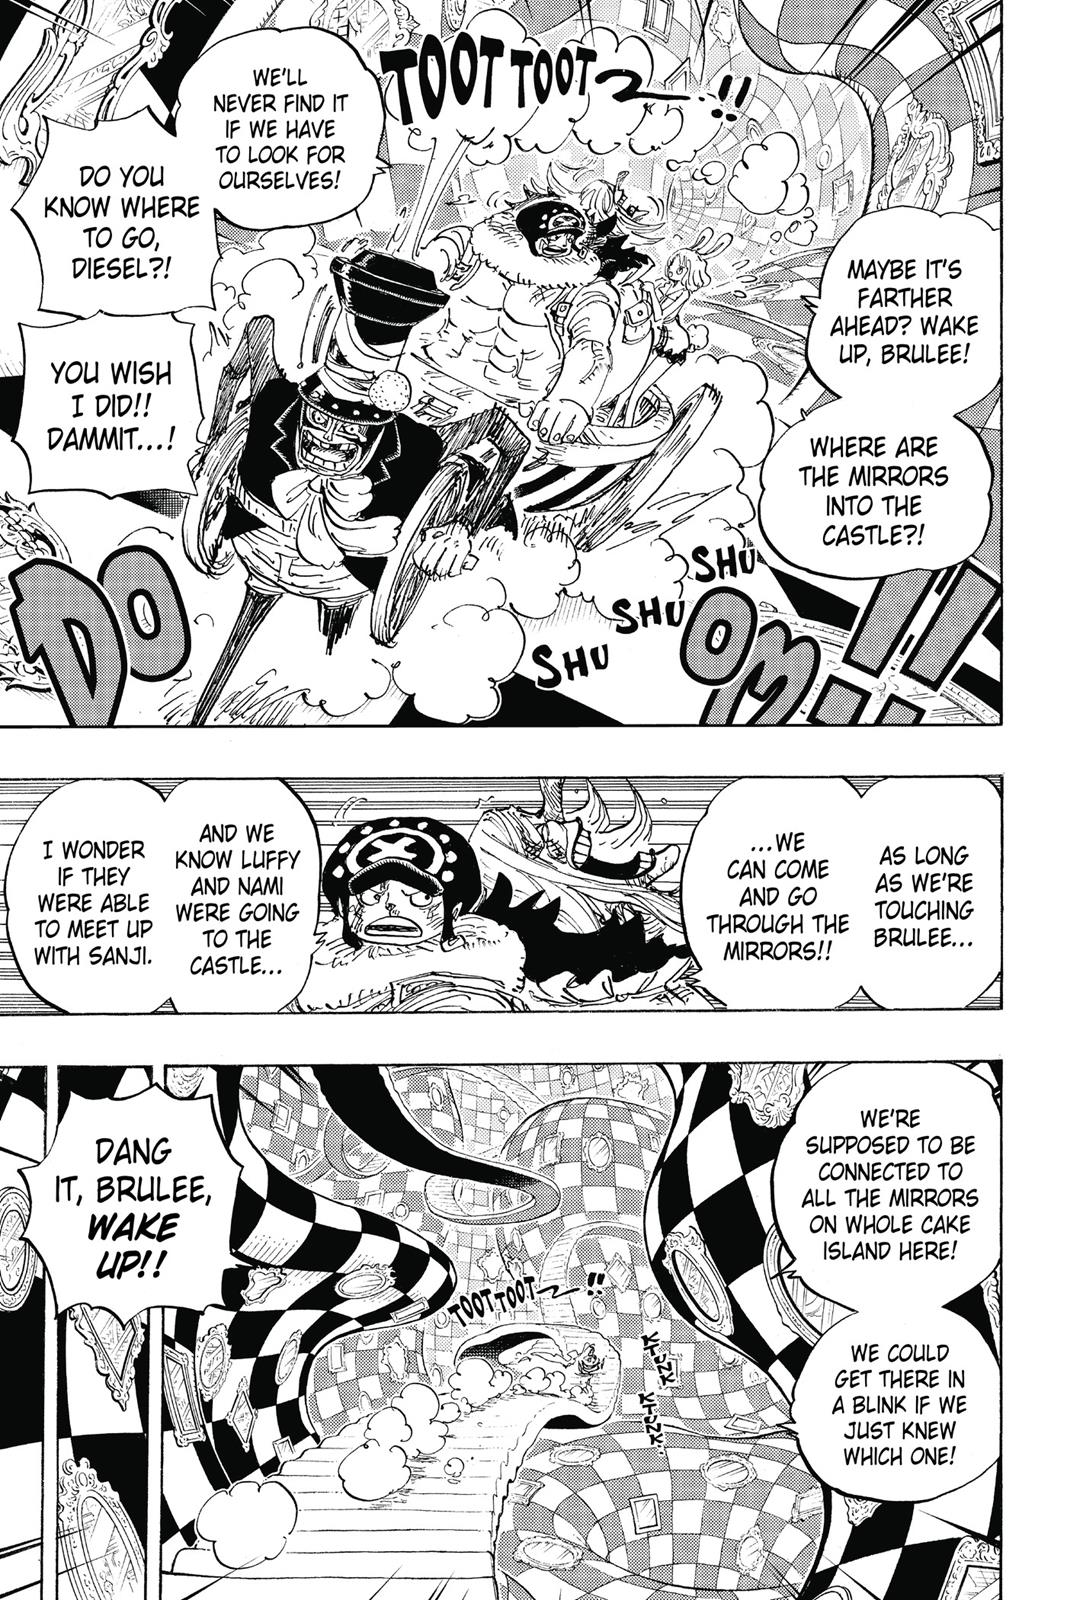 TOOT TOOT~..!!
MAYBE IT'S
FARTHER
AHEAD? WAKE
UP, BRULEE!
WHERE ARE
THE MIRRORS
INTO THE
CASTLE?!
WE'LL
NEVER FIND IT
IF WE HAVE
TO LOOK FOR
OURSELVES!
DO YOU
KNOW WHERE
TO GO,
DIESEL?!
YOU WISH
I DID!!
DAMMIT...!
SHU
SHU
SHU
DO
OM!!
AS LONG
AS WE'RE
TOUCHING
BRULEE...
...WE
CAN COME
AND GO
THROUGH THE
MIRRORS!!
AND WE
KNOW LUFFY
AND NAMI
WERE GOING
TO THE
CASTLE...
I WONDER
IF THEY
WERE ABLE
TO MEET UP
WITH SANJI.
WE'RE
SUPPOSED TO BE
CONNECTED TO
ALL THE MIRRORS
ON WHOLE CAKE
ISLAND HERE!
WE COULD
GET THERE IN
A BLINK IF WE
JUST KNEW
WHICH ONE!
TOOT TOOT~..!!
KTUNK
KTUNK..
DANG
IT, BRULEE,
WAKE
UP!!